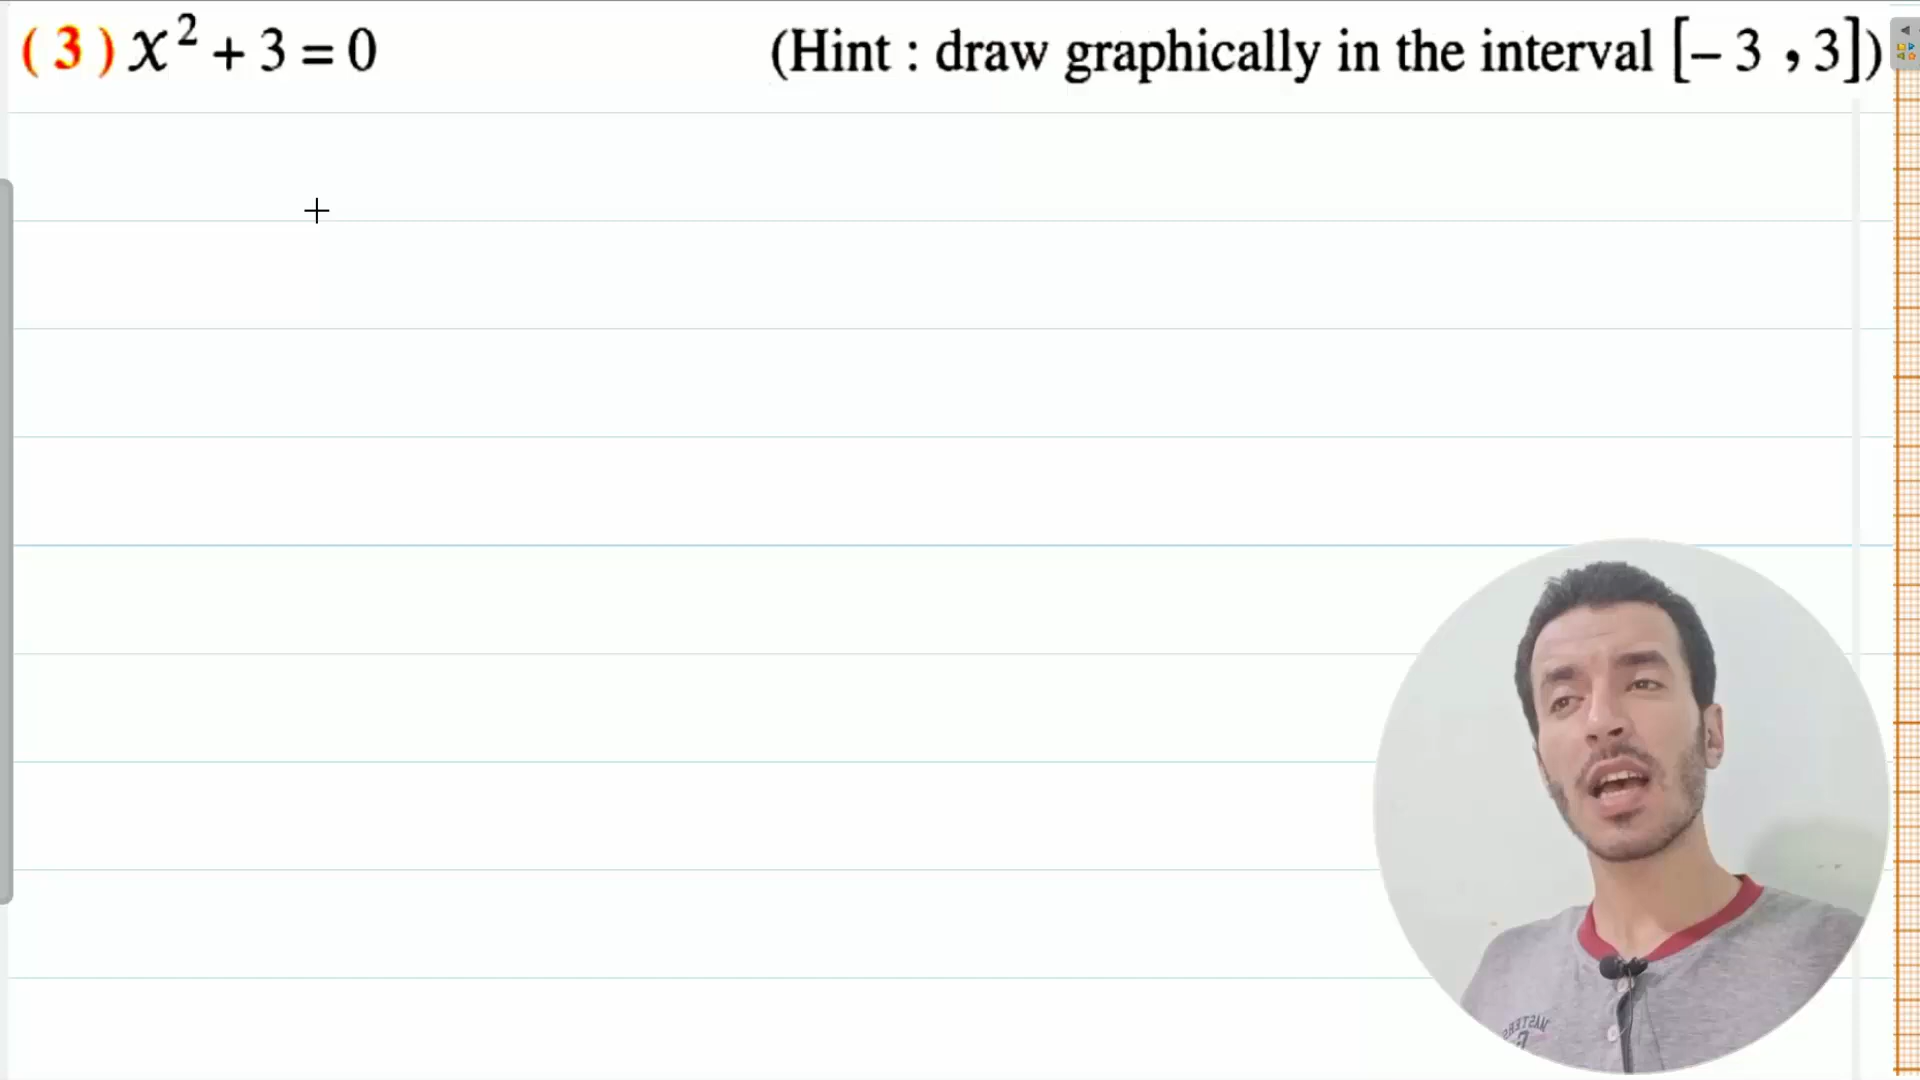 (3) x² + 3 = 0 (Hint : draw graphically in the interval [– 3 , 3])